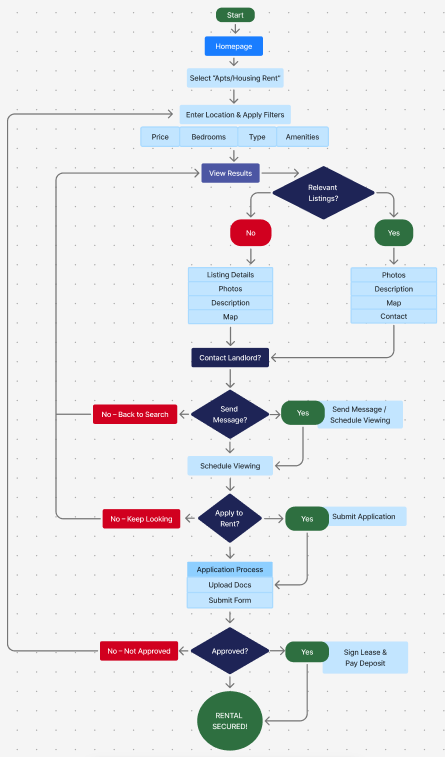 Start
Homepage
Select "Apts/Housing Rent"
Enter Location & Apply Filters
Price Bedrooms Type Amenities
View Results
Relevant
Listings?
No
Yes
Listing Details
Photos
Description
Map
Photos
Description
Map
Contact
Contact Landlord?
No – Back to Search
Send
Message?
Yes
Send Message /
Schedule Viewing
Schedule Viewing
No – Keep Looking
Apply to
Rent?
Yes
Submit Application
Application Process
Upload Docs
Submit Form
No – Not Approved
Approved?
Yes
Sign Lease &
Pay Deposit
RENTAL
SECURED!